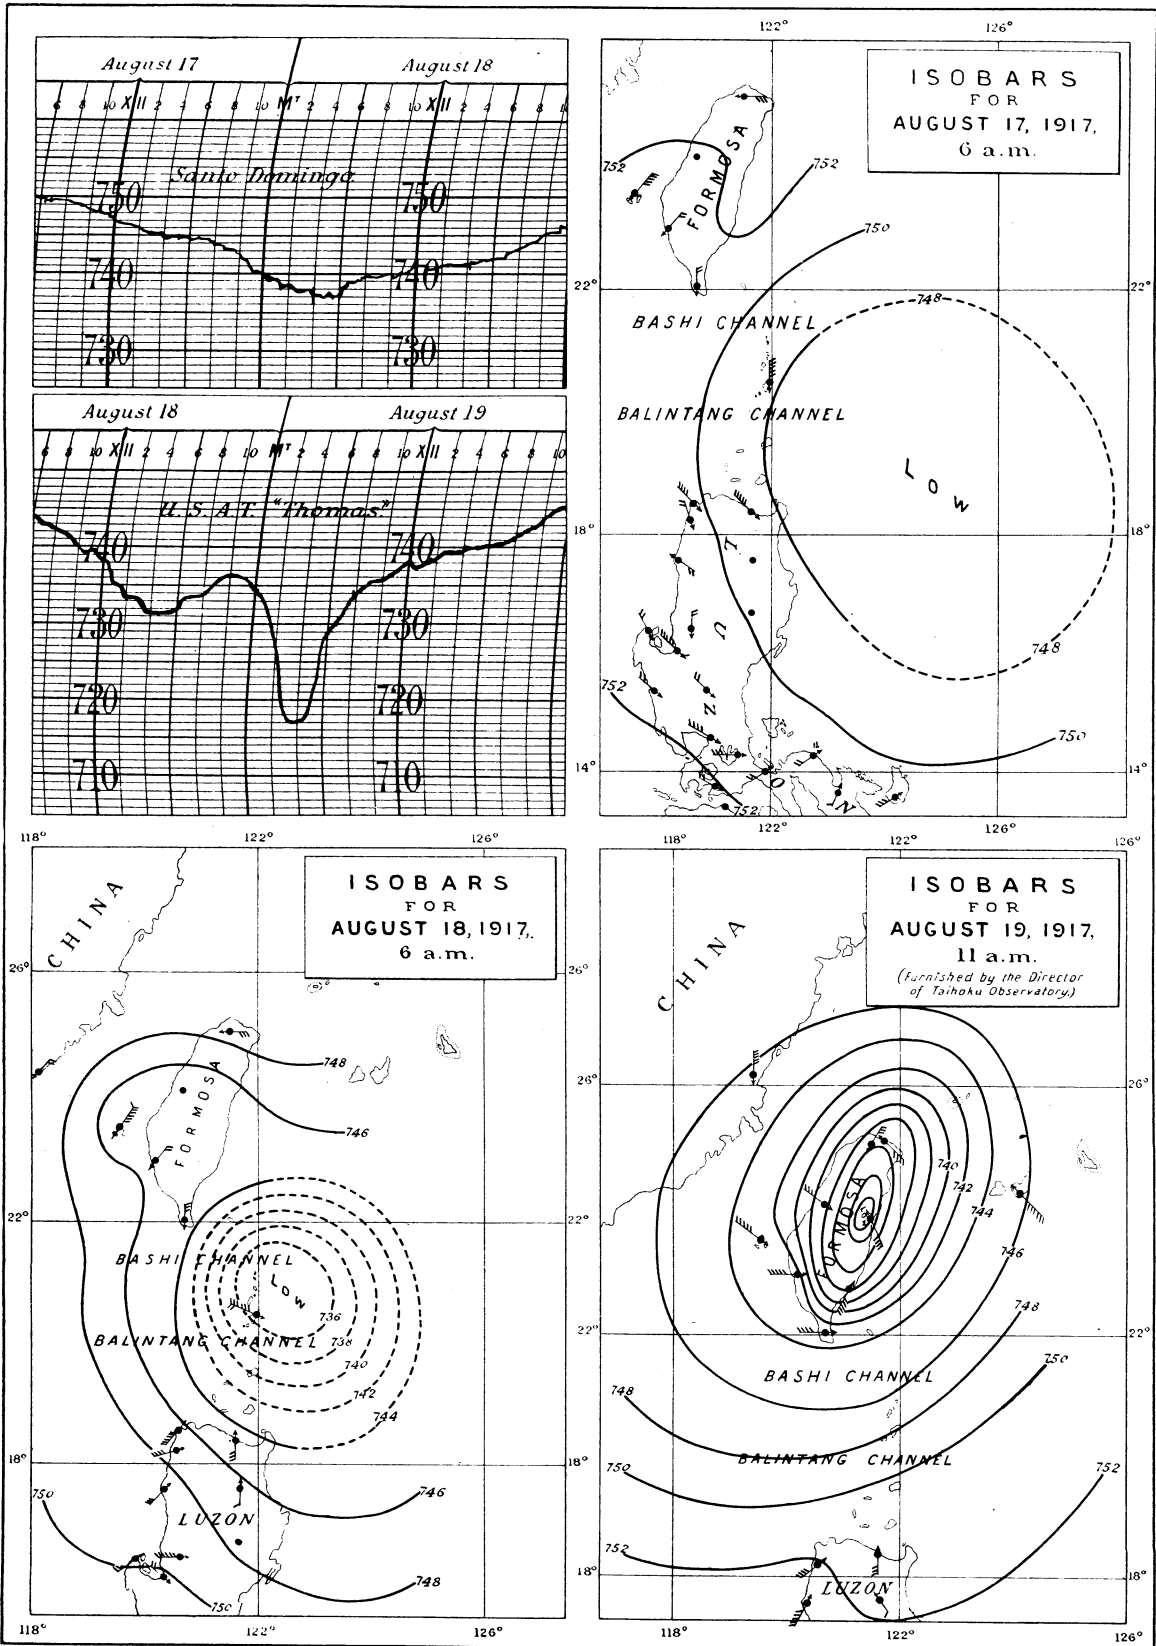 August 17 August 18
6 8 10 XII 2 4 6 8 10 MT 2 4 6 8 10 XII 2 4 6 8 10
Santo Domingo.
750 750
740 740
730 730
August 18 August 19
6 8 10 XII 2 4 6 8 10 MT 2 4 6 8 10 XII 2 4 6 8 10
U.S.A.T. "Thomas."
740 740
730 730
720 720
710 710
122° 126°
ISOBARS
FOR
AUGUST 17, 1917,
6 a.m.
FORMOSA
752 752
750
22° 22°
748
BASHI CHANNEL
BALINTANG CHANNEL
LOW
18° 18°
LUZON
748
752
750
14° 14°
752
122° 126°
118° 122° 126°
ISOBARS
FOR
AUGUST 18, 1917,
6 a.m.
CHINA
26° 26°
748
FORMOSA
746
22° 22°
BASHI CHANNEL
LOW
736
BALINTANG CHANNEL 738
740
742
744
18° 18°
750
746
LUZON
748
750
118° 122° 126°
118° 122° 126°
ISOBARS
FOR
AUGUST 19, 1917,
11 a.m.
(Furnished by the Director
of Taihoku Observatory.)
CHINA
26°
740
742
744
FORMOSA
LOW
746
748
22°
750
BASHI CHANNEL
748
BALINTANG CHANNEL
750 752
752
LUZON
18°
118° 122° 126°